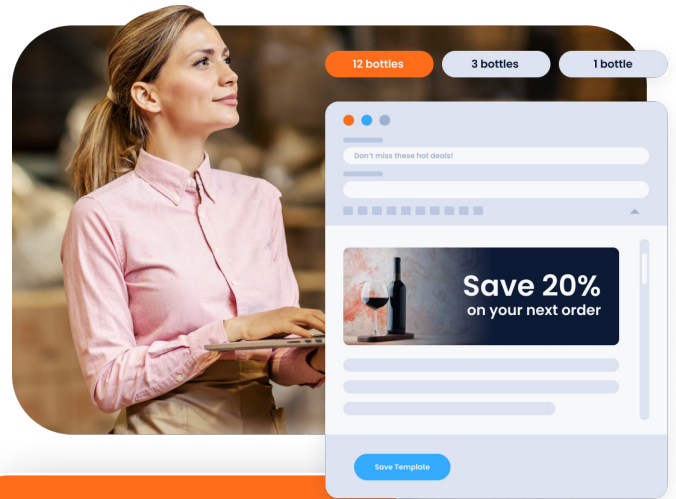 12 bottles
3 bottles
1 bottle
Don't miss these hot deals!
Save 20%
on your next order
Save Template